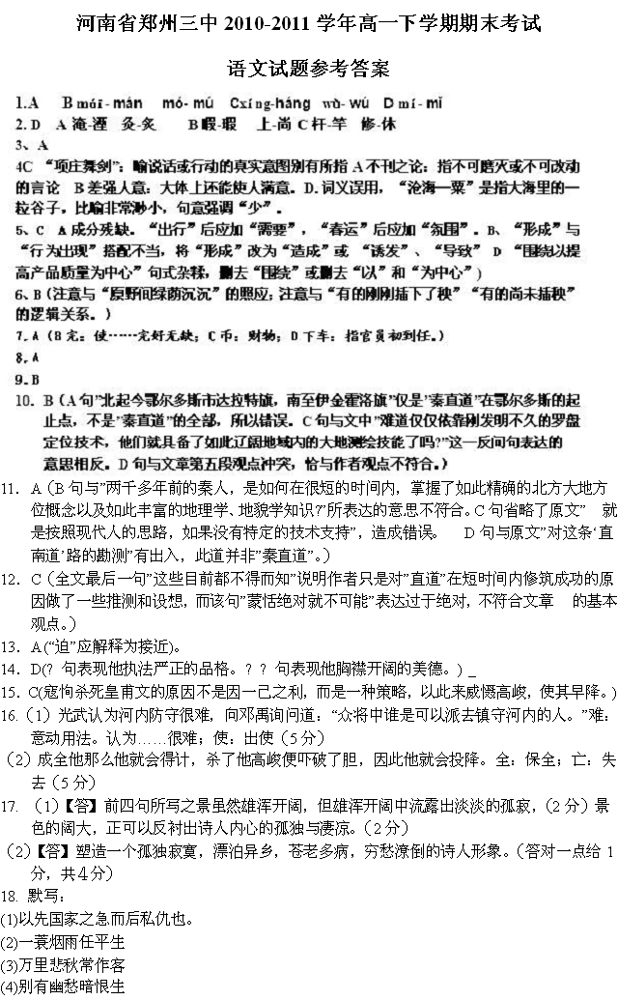 河南省郑州三中2010-2011学年高一下学期期末考试
语文试题参考答案
1.A B mái- mán mó- mú Cxíng-háng wù- wú D mí- mǐ
2. D A 淹-湮 灸-炙 B暇-瑕 上-尚 C杆-竿 修-休
3、A
4C “项庄舞剑”：喻说话或行动的真实意图别有所指 A不刊之论：指不可磨灭或不可改动
的言论 B差强人意：大体上还能使人满意。D. 词义误用，“沧海一粟”是指大海里的一
粒谷子。比喻非常渺小，句意强调“少”。
5、C A成分残缺。“出行”后应加“需要”，“春运”后应加“氛围”。B、“形成”与
“行为出现”搭配不当，将“形成”改为“造成”或 “诱发”、“导致” D “围绕以提
高产品质量为中心”句式杂糅，删去“围绕”或删去“以”和“为中心”)
6、B (注意与“原野间绿荫沉沉”的照应；注意与“有的刚刚插下了秧”“有的尚未插秧”
的逻辑关系。)
7. A (B完：使……完好无缺；C币：财物；D下车：指官员初到任。)
8. A
9. B
10. B（A句”北起今鄂尔多斯市达拉特旗，南至伊金霍洛旗”仅是”秦直道”在鄂尔多斯的起
止点，不是”秦直道”的全部，所以错误。C句与文中”难道仅仅依靠刚发明不久的罗盘
定位技术，他们就具备了如此辽阔地域内的大地测绘技能了吗?”这一反问句表达的
意思相反。D句与文章第五段观点冲突，恰与作者观点不符合。）
11. A（B句与”两千多年前的秦人，是如何在很短的时间内，掌握了如此精确的北方大地方
位概念以及如此丰富的地理学、地貌学知识?”所表达的意思不符合。C句省略了原文” 就
是按照现代人的思路，如果没有特定的技术支持”，造成错误。 D句与原文”对这条‘直
南道’路的勘测”有出入，此道并非”秦直道”。）
12. C（全文最后一句”这些目前都不得而知”说明作者只是对”直道”在短时间内修筑成功的原
因做了一些推测和设想，而该句”蒙恬绝对就不可能”表达过于绝对，不符合文章 的基本
观点。）
13. A(“迫”应解释为接近)。
14. D(? 句表现他执法严正的品格。? ? 句表现他胸襟开阔的美德。) _
15. C(寇恂杀死皇甫文的原因不是因一己之利，而是一种策略，以此来威慑高峻，使其早降。)
16.（1）光武认为河内防守很难，向邓禹询问道：“众将中谁是可以派去镇守河内的人。”难：
意动用法。认为……很难；使：出使（5分）
（2）成全他那么他就会得计，杀了他高峻便吓破了胆，因此他就会投降。全：保全；亡：失
去（5分）
17. （1）【答】前四句所写之景虽然雄浑开阔，但雄浑开阔中流露出淡淡的孤寂，（2分）景
色的阔大，正可以反衬出诗人内心的孤独与凄凉。（2分）
（2）【答】塑造一个孤独寂寞，漂泊异乡，苍老多病，穷愁潦倒的诗人形象。（答对一点给1
分，共4分）
18. 默写：
(1)以先国家之急而后私仇也。
(2)一蓑烟雨任平生
(3)万里悲秋常作客
(4)别有幽愁暗恨生